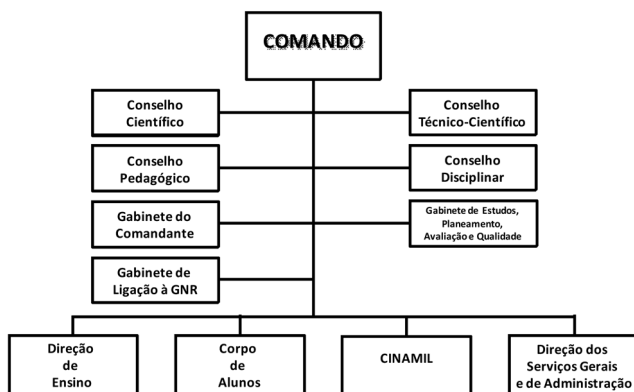 COMANDO
Conselho
Científico
Conselho
Técnico-Científico
Conselho
Pedagógico
Conselho
Disciplinar
Gabinete do
Comandante
Gabinete de Estudos,
Planeamento,
Avaliação e Qualidade
Gabinete de
Ligação à GNR
Direção
de
Ensino
Corpo
de
Alunos
CINAMIL
Direção dos
Serviços Gerais
e de Administração